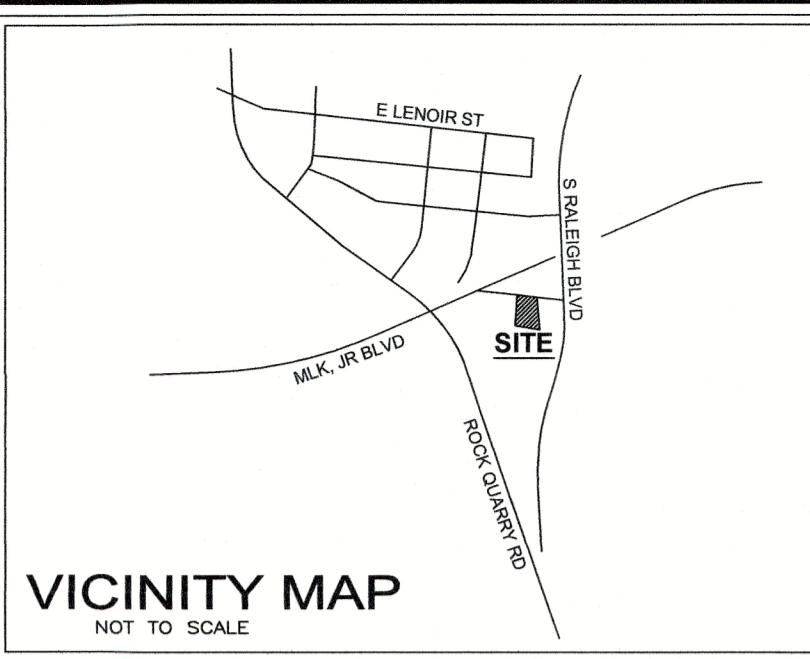 E LENOIR ST
S RALEIGH BLVD
SITE
MLK, JR BLVD
ROCK QUARRY RD
VICINITY MAP
NOT TO SCALE